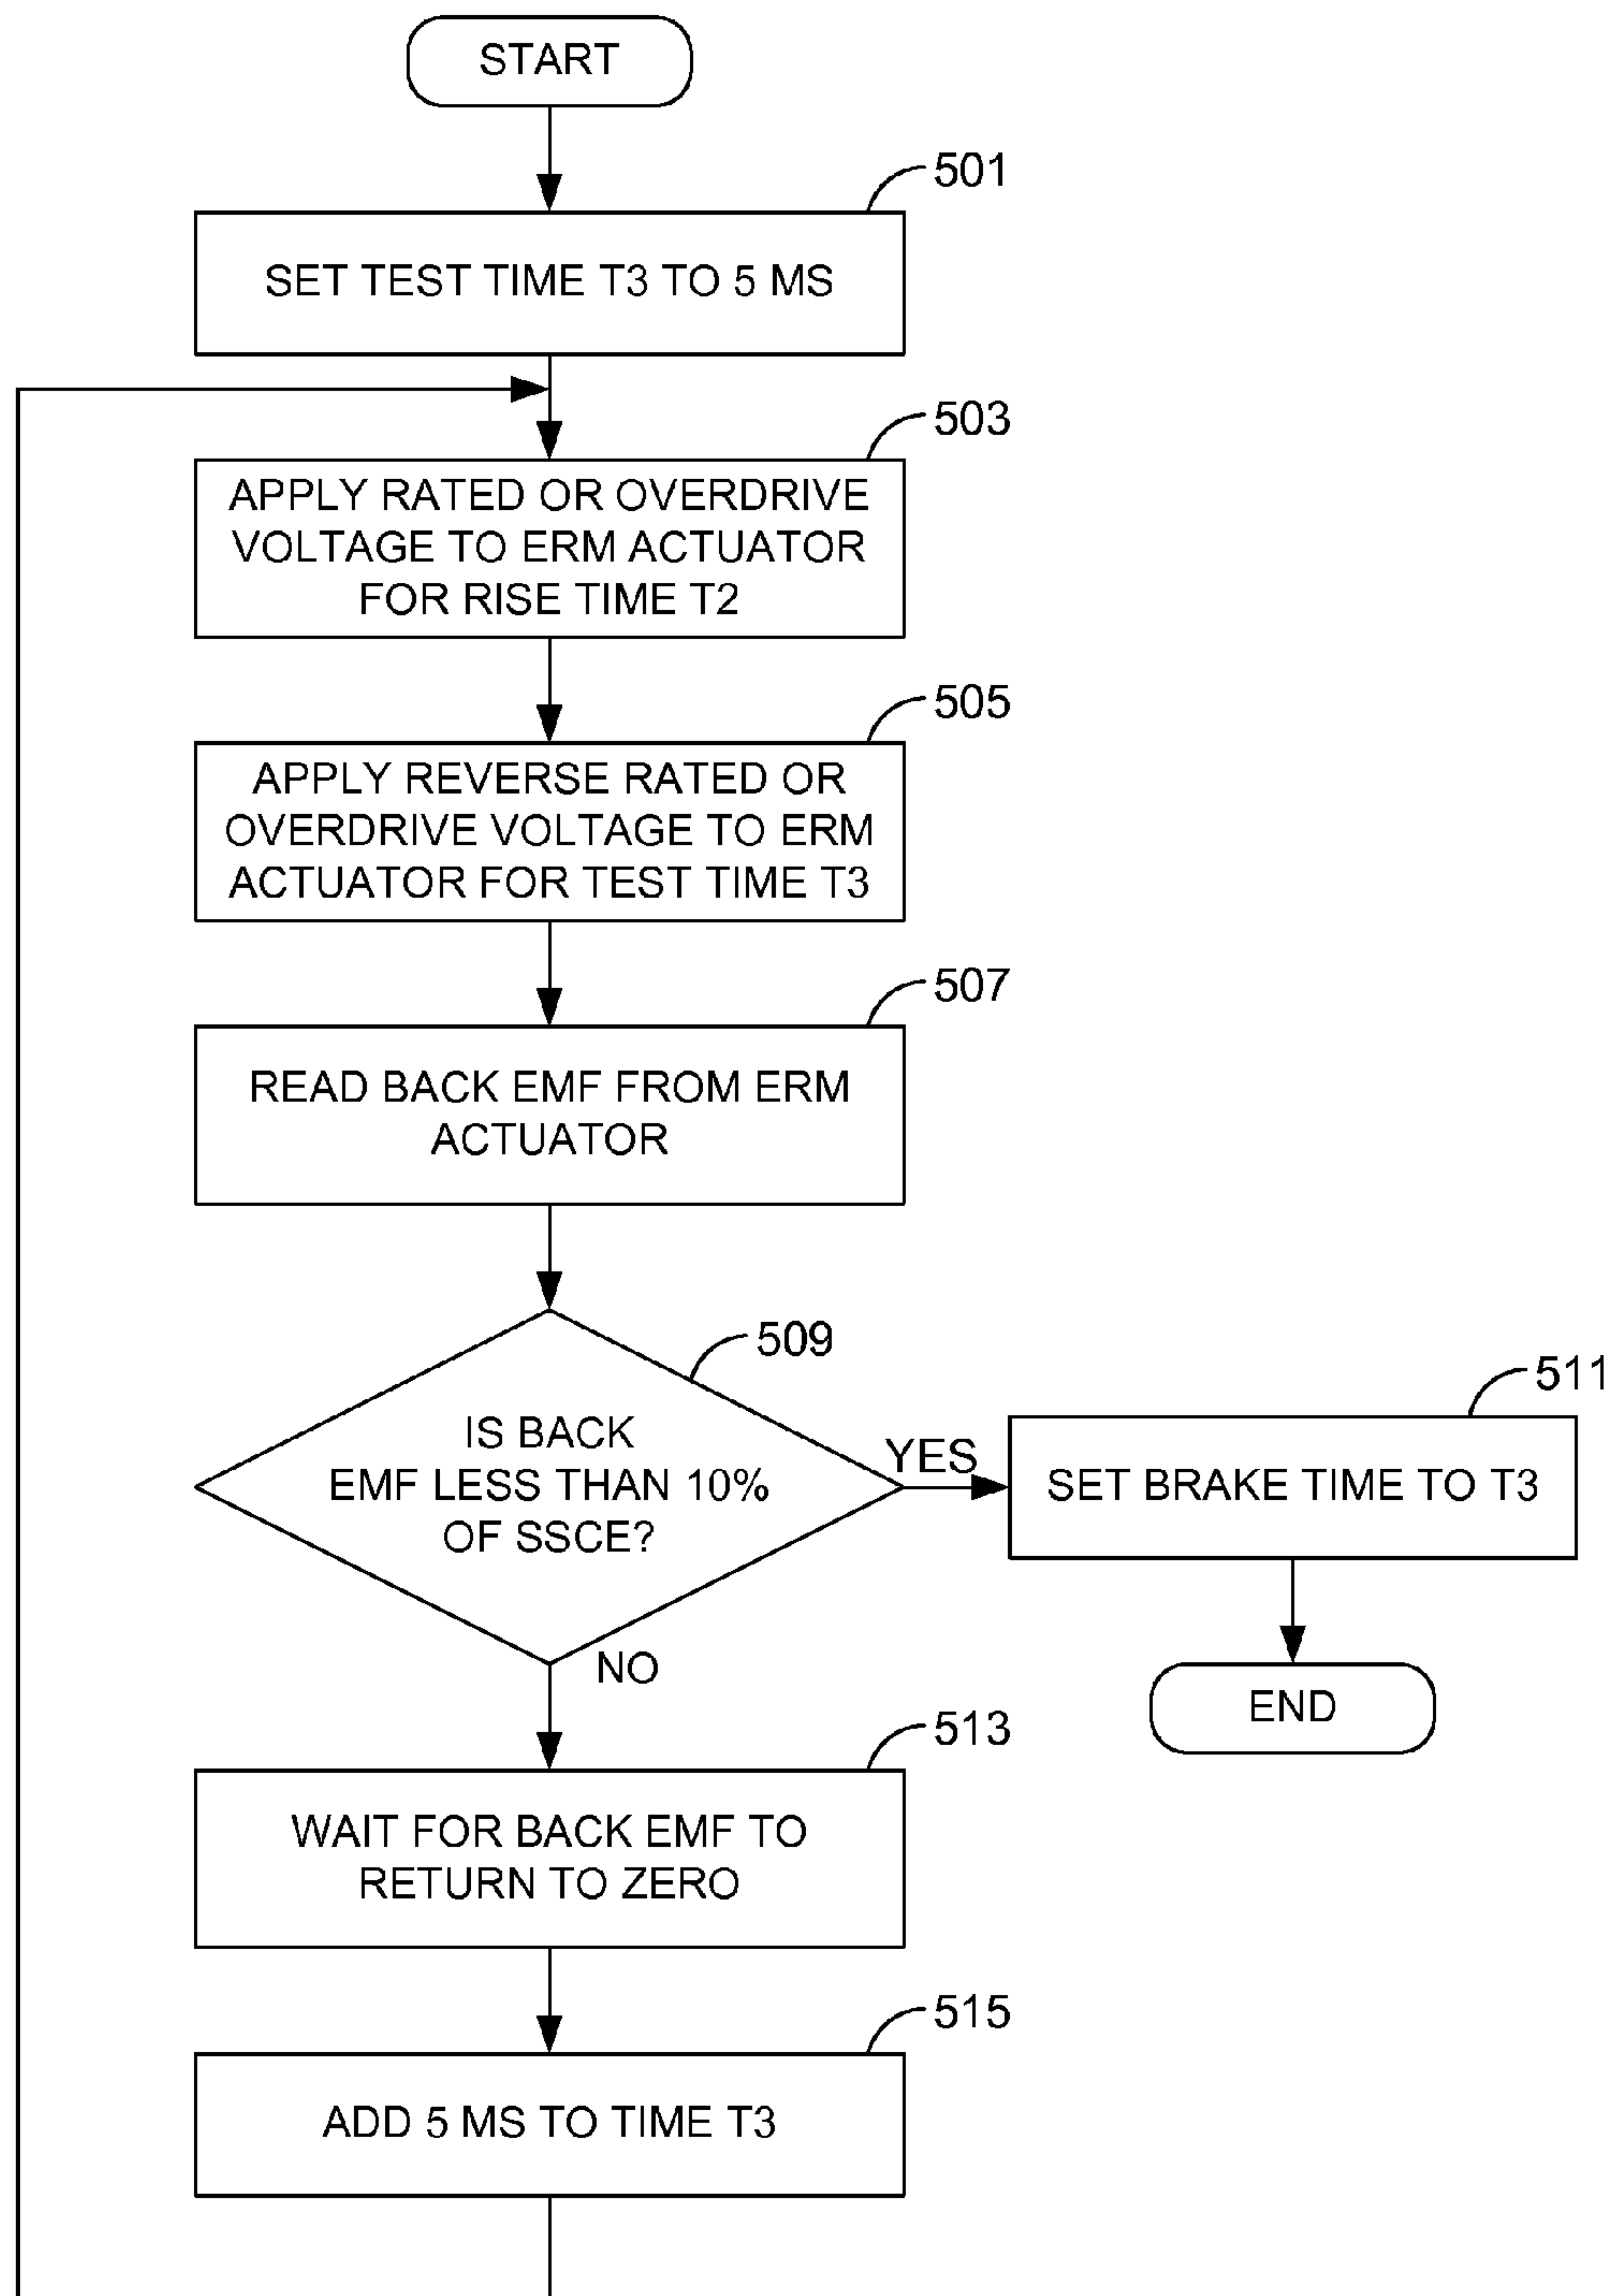 START
501
SET TEST TIME T3 TO 5 MS
503
APPLY RATED OR OVERDRIVE
VOLTAGE TO ERM ACTUATOR
FOR RISE TIME T2
505
APPLY REVERSE RATED OR
OVERDRIVE VOLTAGE TO ERM
ACTUATOR FOR TEST TIME T3
507
READ BACK EMF FROM ERM
ACTUATOR
509
IS BACK
EMF LESS THAN 10%
OF SSCE?
YES
511
SET BRAKE TIME TO T3
END
NO
513
WAIT FOR BACK EMF TO
RETURN TO ZERO
515
ADD 5 MS TO TIME T3